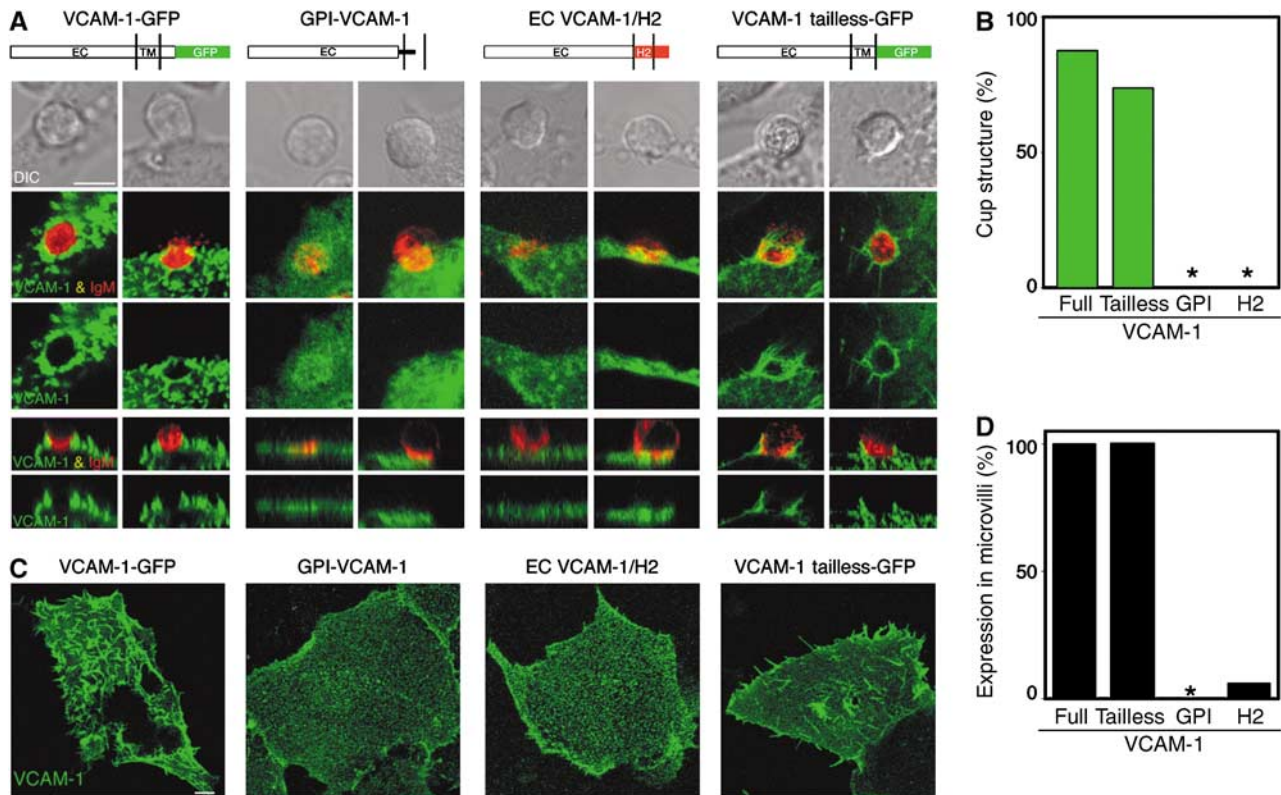 A
VCAM-1-GFP
GPI-VCAM-1
EC VCAM-1/H2
VCAM-1 tailless-GFP
EC TM GFP
EC
EC H2
EC TM GFP
DIC
VCAM-1 & IgM
VCAM-1
VCAM-1 & IgM
VCAM-1
B
100
50
0
Cup structure (%)
* *
Full Tailless GPI H2
VCAM-1
C
VCAM-1-GFP
GPI-VCAM-1
EC VCAM-1/H2
VCAM-1 tailless-GFP
VCAM-1
D
100
50
0
Expression in microvilli (%)
*
Full Tailless GPI H2
VCAM-1